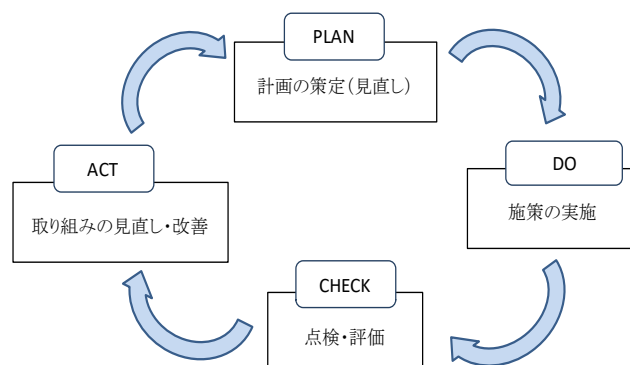 PLAN
計画の策定(見直し)
DO
施策の実施
CHECK
点検・評価
ACT
取り組みの見直し・改善